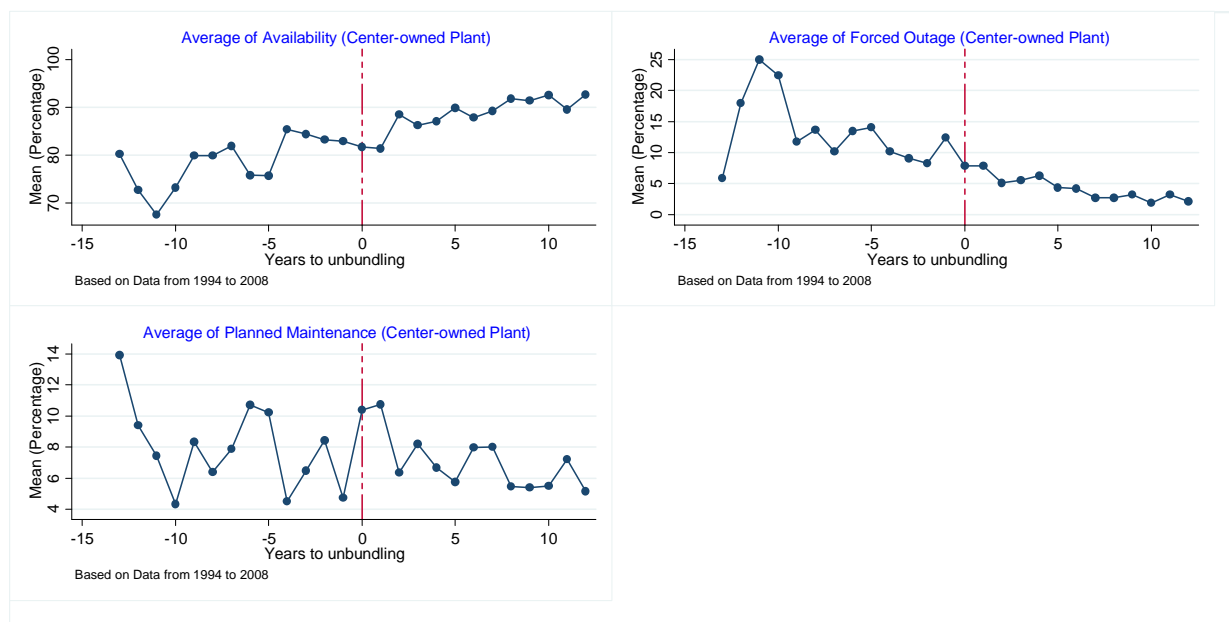 Average of Availability (Center-owned Plant)
Mean (Percentage)
100
90
80
70
-15 -10 -5 0 5 10
Years to unbundling
Based on Data from 1994 to 2008
Average of Forced Outage (Center-owned Plant)
Mean (Percentage)
25
20
15
10
5
0
-15 -10 -5 0 5 10
Years to unbundling
Based on Data from 1994 to 2008
Average of Planned Maintenance (Center-owned Plant)
Mean (Percentage)
14
12
10
8
6
4
-15 -10 -5 0 5 10
Years to unbundling
Based on Data from 1994 to 2008